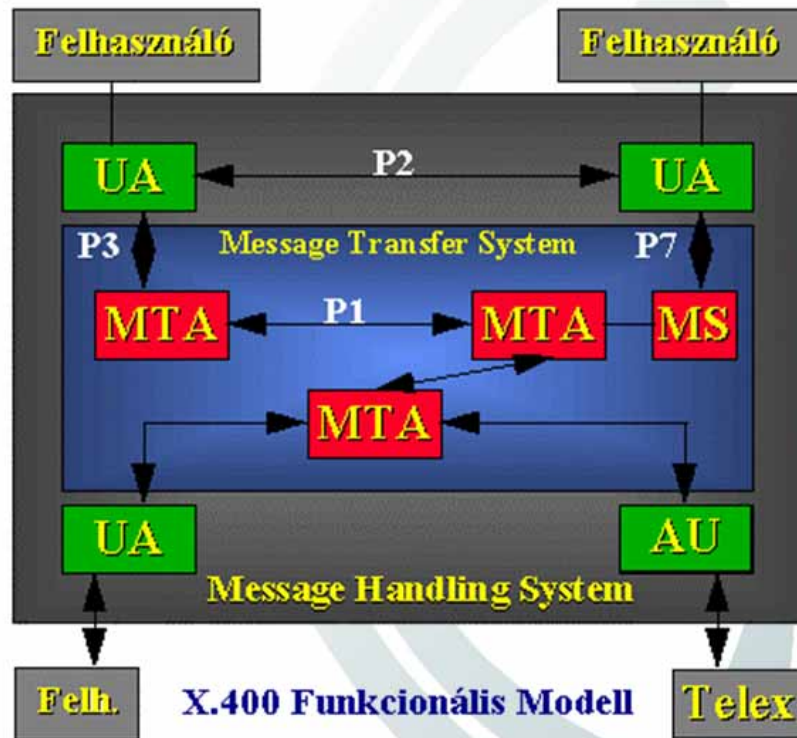 Felhasználó Felhasználó
UA P2 UA
P3 Message Transfer System P7
MTA P1 MTA MS
MTA
UA AU
Message Handling System
Felh. X.400 Funkcionális Modell Telex